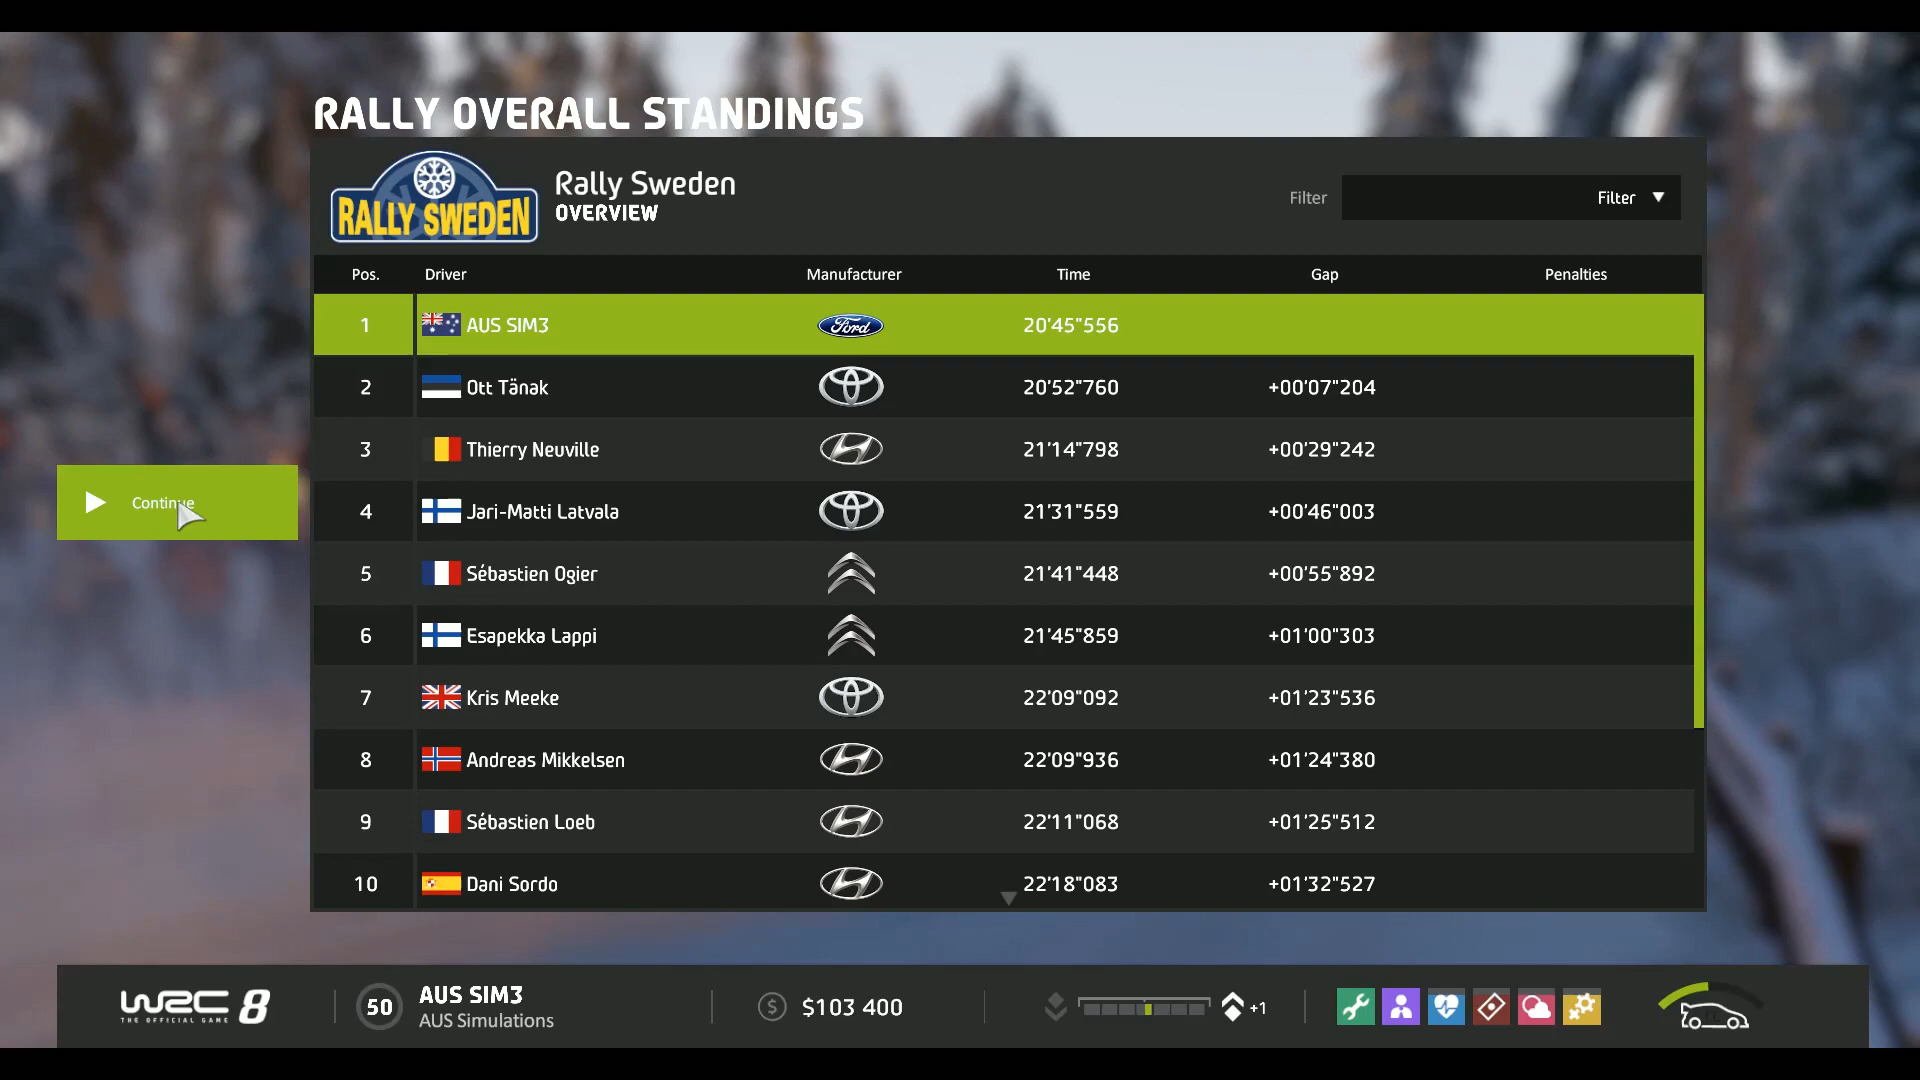 RALLY OVERALL STANDINGS
RALLY SWEDEN
Rally Sweden
OVERVIEW
Filter Filter
Pos. Driver Manufacturer Time Gap Penalties
1 AUS SIM3 Ford 20'45"556
2 Ott Tänak 20'52"760 +00'07"204
3 Thierry Neuville 21'14"798 +00'29"242
4 Jari-Matti Latvala 21'31"559 +00'46"003
5 Sébastien Ogier 21'41"448 +00'55"892
6 Esapekka Lappi 21'45"859 +01'00"303
7 Kris Meeke 22'09"092 +01'23"536
8 Andreas Mikkelsen 22'09"936 +01'24"380
9 Sébastien Loeb 22'11"068 +01'25"512
10 Dani Sordo 22'18"083 +01'32"527
Continue
WRC 8
THE OFFICIAL GAME
50
AUS SIM3
AUS Simulations
$ $103 400
+1